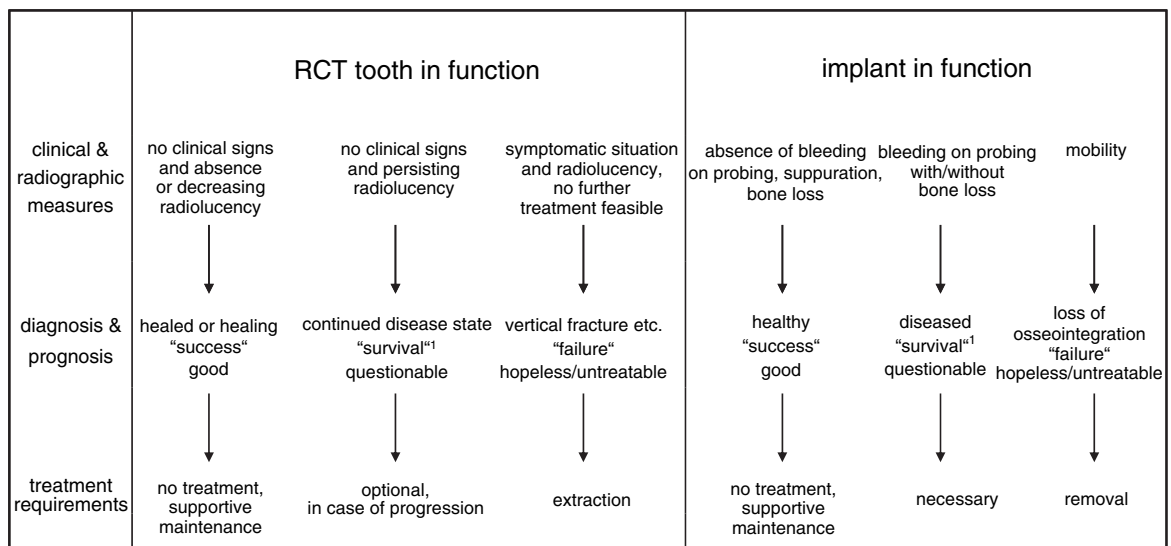 RCT tooth in function
implant in function
clinical &
radiographic
measures
no clinical signs
and absence
or decreasing
radiolucency
no clinical signs
and persisting
radiolucency
symptomatic situation
and radiolucency,
no further
treatment feasible
absence of bleeding
on probing, suppuration,
bone loss
bleeding on probing
with/without
bone loss
mobility
diagnosis &
prognosis
healed or healing
“success“
good
continued disease state
“survival“¹
questionable
vertical fracture etc.
“failure“
hopeless/untreatable
healthy
“success“
good
diseased
“survival“¹
questionable
loss of
osseointegration
“failure“
hopeless/untreatable
treatment
requirements
no treatment,
supportive
maintenance
optional,
in case of progression
extraction
no treatment,
supportive
maintenance
necessary
removal